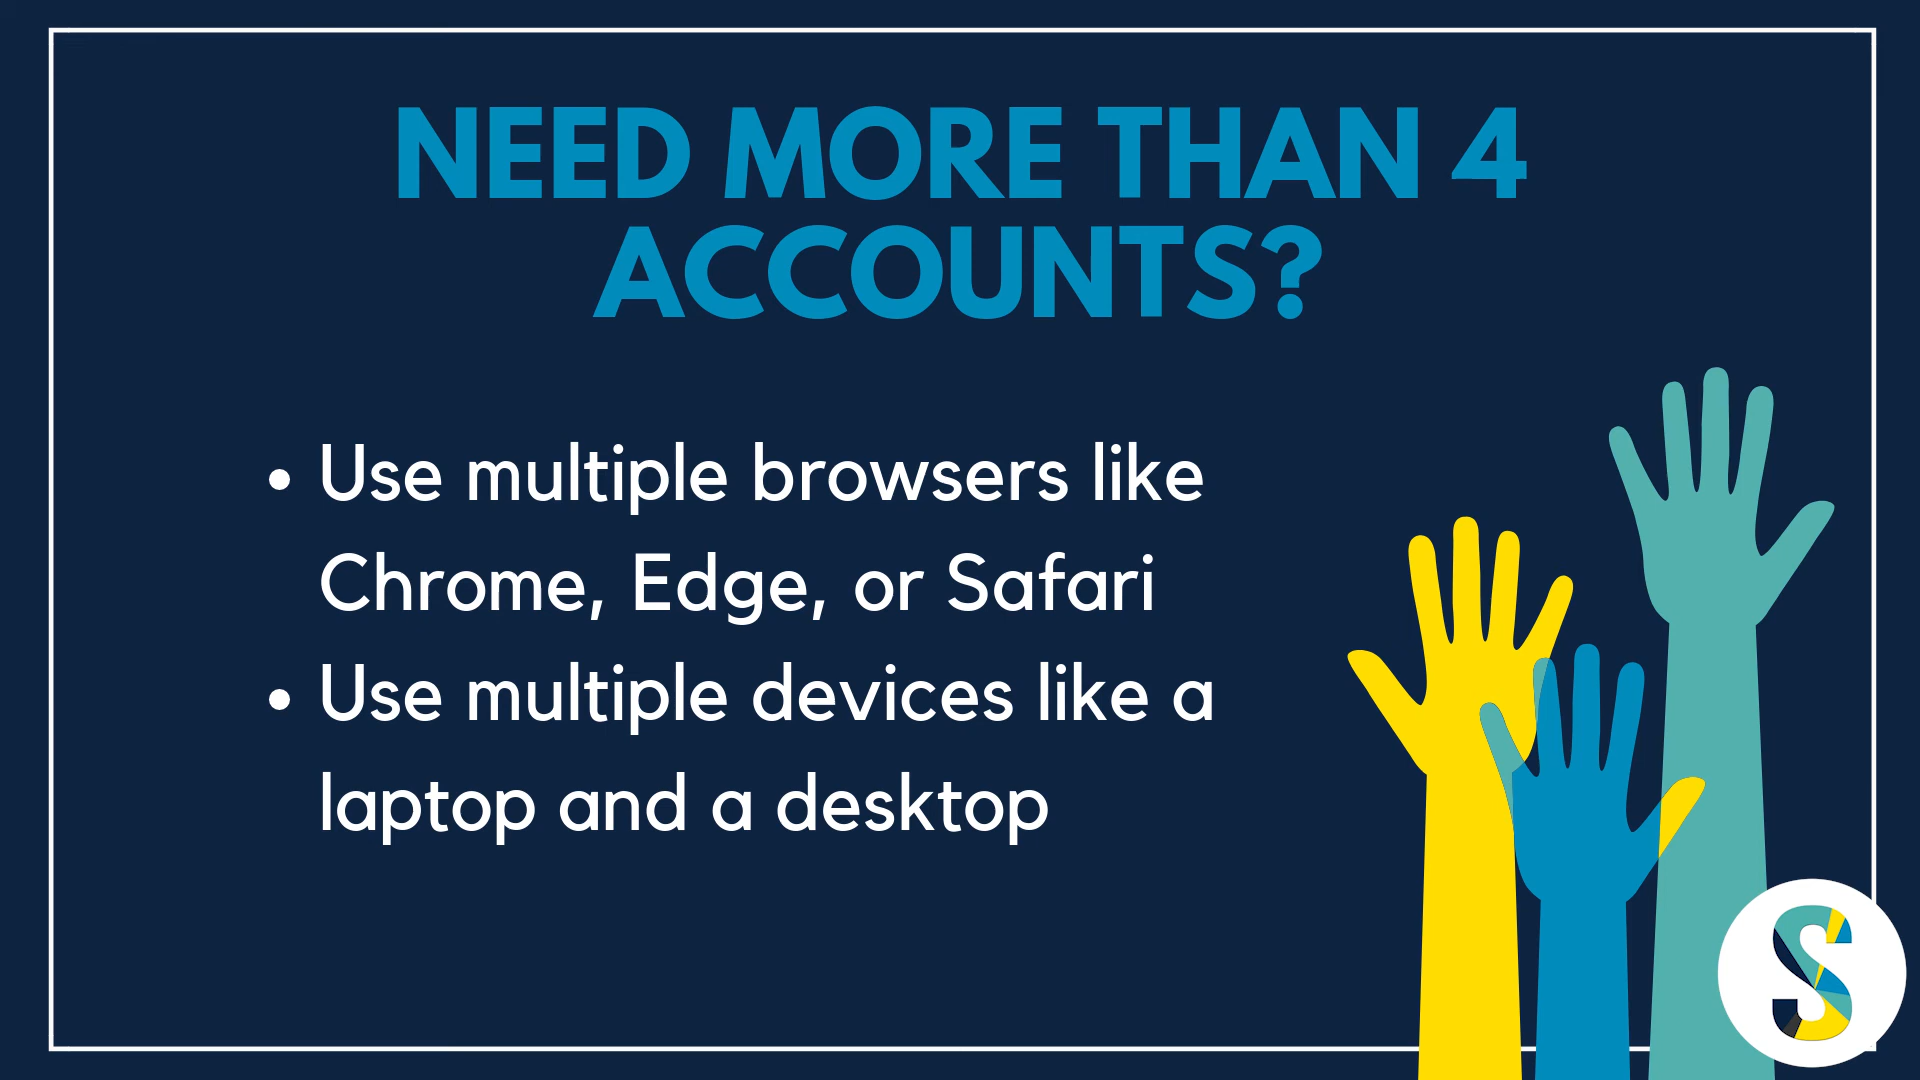 NEED MORE THAN 4
ACCOUNTS?
• Use multiple browsers like
Chrome, Edge, or Safari
• Use multiple devices like a
laptop and a desktop
S